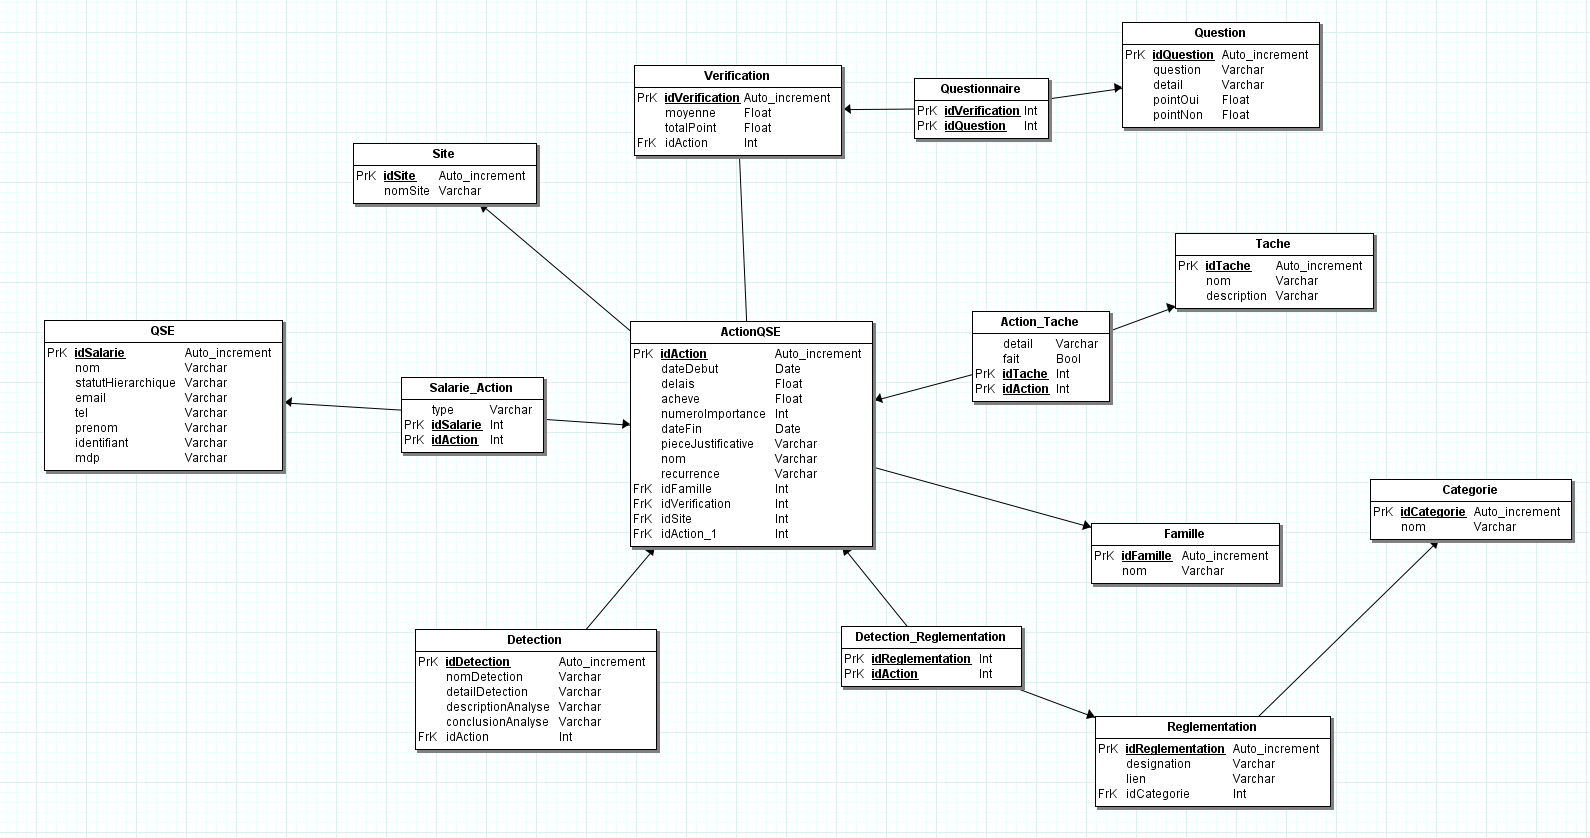 Question
PrK idQuestion Auto_increment
question Varchar
detail Varchar
pointOui Float
pointNon Float
Verification
PrK idVerification Auto_increment
moyenne Float
totalPoint Float
FrK idAction Int
Questionnaire
PrK idVerification Int
PrK idQuestion Int
Site
PrK idSite Auto_increment
nomSite Varchar
Tache
PrK idTache Auto_increment
nom Varchar
description Varchar
QSE
PrK idSalarie Auto_increment
nom Varchar
statutHierarchique Varchar
email Varchar
tel Varchar
prenom Varchar
identifiant Varchar
mdp Varchar
Salarie_Action
type Varchar
PrK idSalarie Int
PrK idAction Int
ActionQSE
PrK idAction Auto_increment
dateDebut Date
delais Float
acheve Float
numeroImportance Int
dateFin Date
pieceJustificative Varchar
nom Varchar
recurrence Varchar
FrK idFamille Int
FrK idVerification Int
FrK idSite Int
FrK idAction_1 Int
Action_Tache
detail Varchar
fait Bool
PrK idTache Int
PrK idAction Int
Categorie
PrK idCategorie Auto_increment
nom Varchar
Famille
PrK idFamille Auto_increment
nom Varchar
Detection
PrK idDetection Auto_increment
nomDetection Varchar
detailDetection Varchar
descriptionAnalyse Varchar
conclusionAnalyse Varchar
FrK idAction Int
Detection_Reglementation
PrK idReglementation Int
PrK idAction Int
Reglementation
PrK idReglementation Auto_increment
designation Varchar
lien Varchar
FrK idCategorie Int